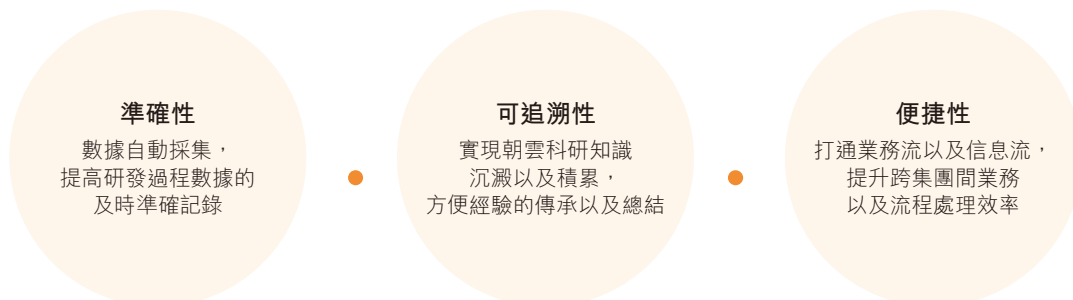 準確性
數據自動採集，
提高研發過程數據的
及時準確記錄
可追溯性
實現朝雲科研知識
沉澱以及積累，
方便經驗的傳承以及總結
便捷性
打通業務流以及信息流，
提升跨集團間業務
以及流程處理效率